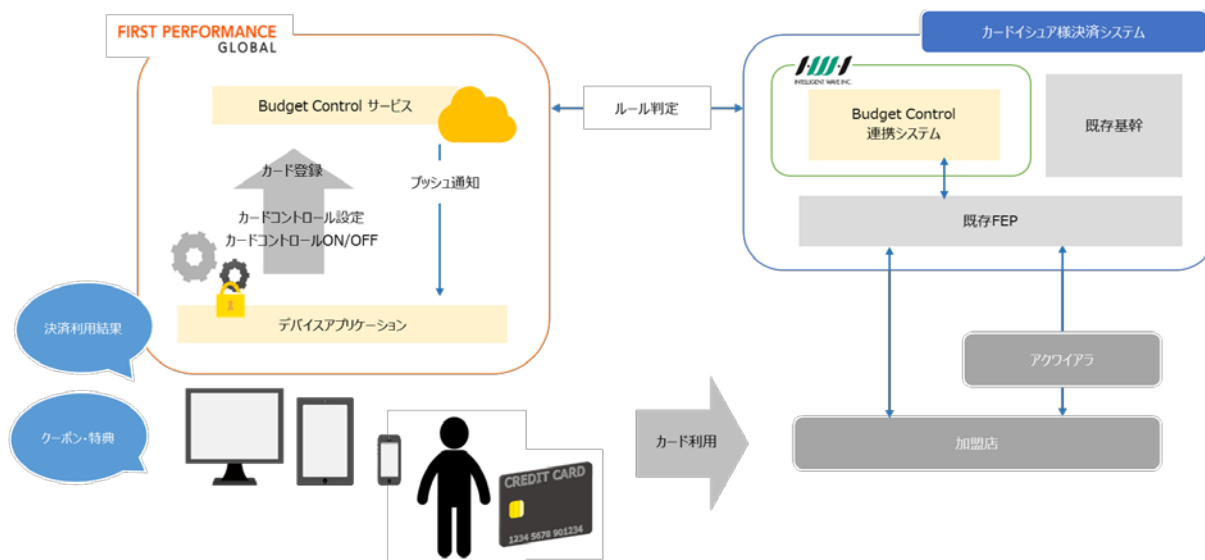 FIRST PERFORMANCE
GLOBAL
Budget Control サービス
カード登録
プッシュ通知
カードコントロール設定
カードコントロールON/OFF
デバイスアプリケーション
決済利用結果
クーポン・特典
CREDIT CARD
1234 5678 901234
ルール判定
カード利用
カードイシュア様決済システム
INTELLIGENT WAVE INC.
Budget Control
連携システム
既存基幹
既存FEP
アクワイアラ
加盟店